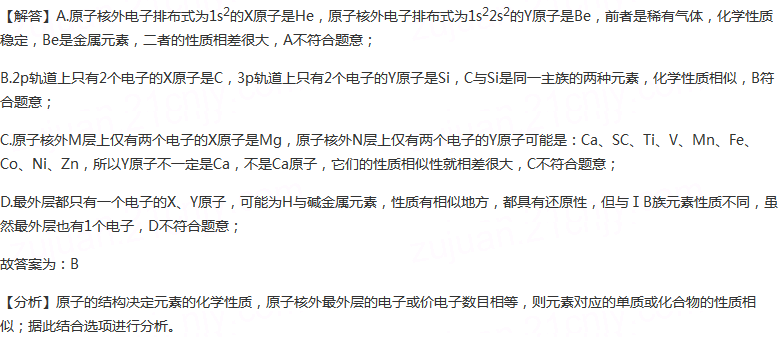 【解答】A.原子核外电子排布式为1s²的X原子是He，原子核外电子排布式为1s²2s²的Y原子是Be，前者是稀有气体，化学性质
稳定，Be是金属元素，二者的性质相差很大，A不符合题意；
B.2p轨道上只有2个电子的X原子是C，3p轨道上只有2个电子的Y原子是Si，C与Si是同一主族的两种元素，化学性质相似，B符
合题意；
C.原子核外M层上仅有两个电子的X原子是Mg，原子核外N层上仅有两个电子的Y原子可能是：Ca、SC、Ti、V、Mn、Fe、
Co、Ni、Zn，所以Y原子不一定是Ca，不是Ca原子，它们的性质相似性就相差很大，C不符合题意；
D.最外层都只有一个电子的X、Y原子，可能为H与碱金属元素，性质有相似地方，都具有还原性，但与ⅠB族元素性质不同，虽
然最外层也有1个电子，D不符合题意；
故答案为：B
【分析】原子的结构决定元素的化学性质，原子核外最外层的电子或价电子数目相等，则元素对应的单质或化合物的性质相
似；据此结合选项进行分析。